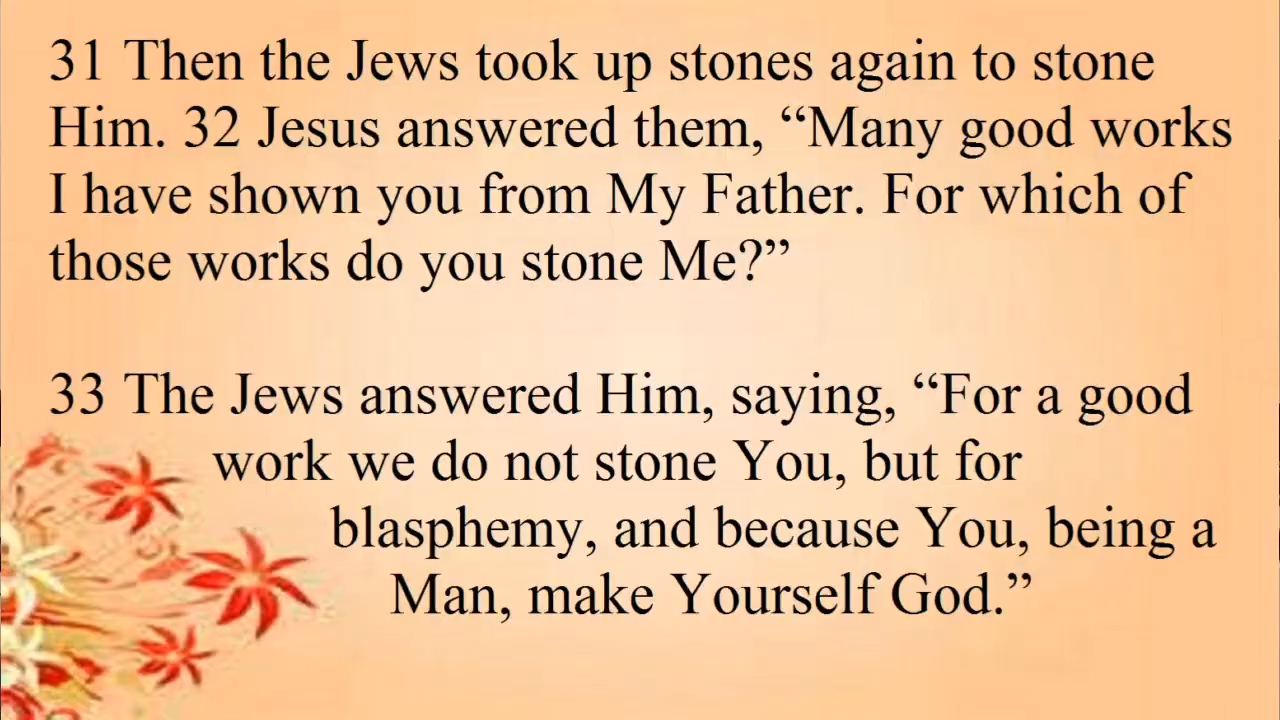 31 Then the Jews took up stones again to stone
Him. 32 Jesus answered them, “Many good works
I have shown you from My Father. For which of
those works do you stone Me?”
33 The Jews answered Him, saying, “For a good
work we do not stone You, but for
blasphemy, and because You, being a
Man, make Yourself God.”